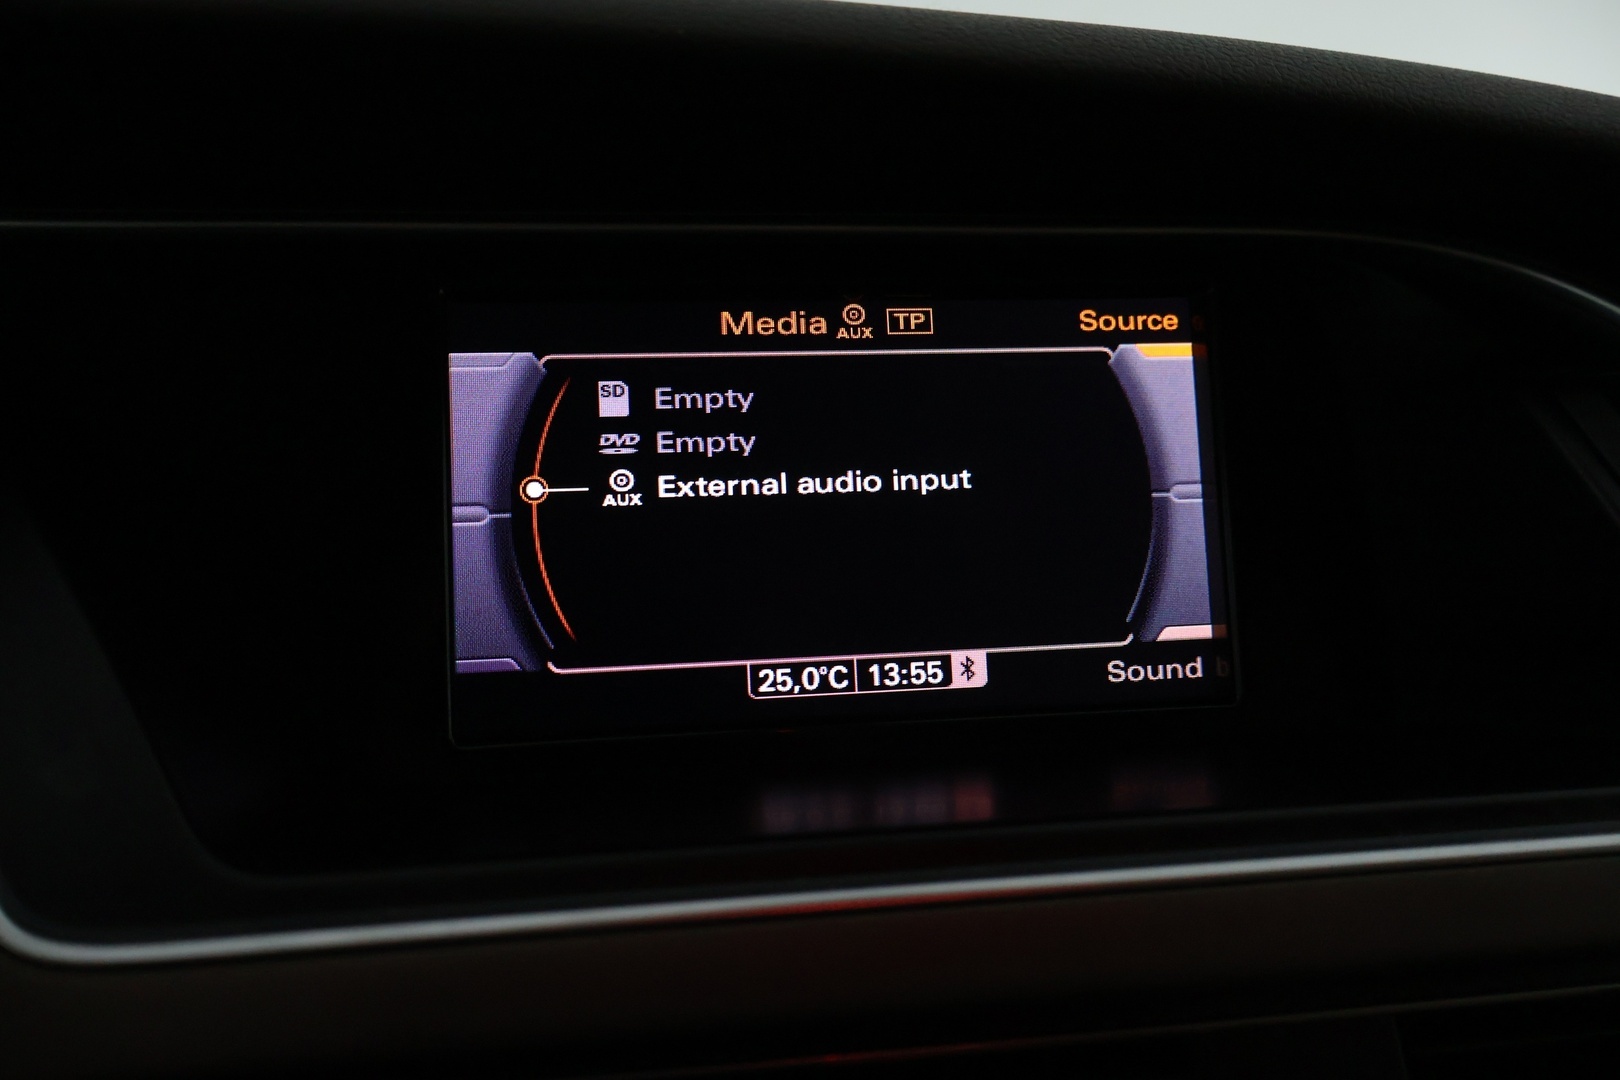 Media AUX TP Source
SD Empty
DVD Empty
AUX External audio input
25,0°C 13:55
Sound